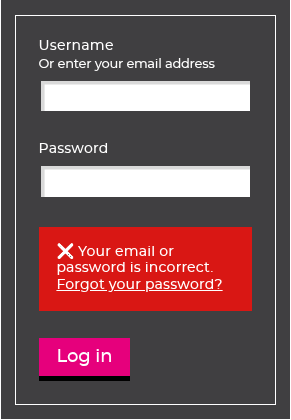 Username
Or enter your email address
Password
Your email or
password is incorrect.
Forgot your password?
Log in